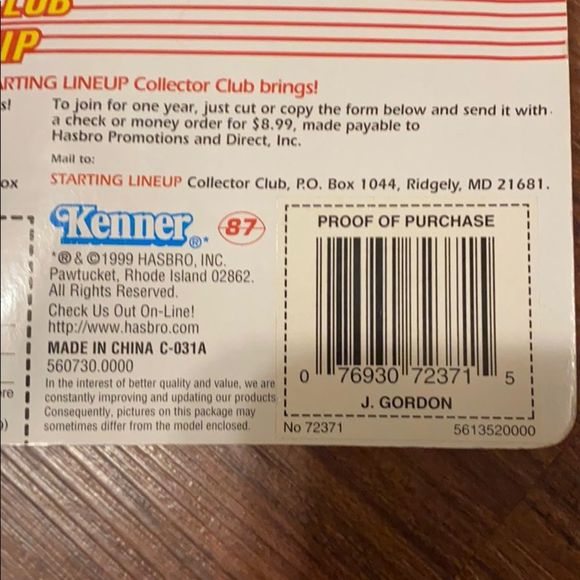 CLUB
IP
RTING LINEUP Collector Club brings!
s! To join for one year, just cut or copy the form below and send it with
a check or money order for $8.99, made payable to
Hasbro Promotions and Direct, Inc.
Mail to:
ox STARTING LINEUP Collector Club, P.O. Box 1044, Ridgely, MD 21681.
Kenner®* 87
*® & ©1999 HASBRO, INC.
Pawtucket, Rhode Island 02862.
All Rights Reserved.
Check Us Out On-Line!
http://www.hasbro.com
MADE IN CHINA C-031A
560730.0000
In the interest of better quality and value, we are
constantly improving and updating our products
Consequently, pictures on this package may
sometimes differ from the model enclosed.
ere
)
PROOF OF PURCHASE
0 76930 72371 5
J. GORDON
No 72371 5613520000